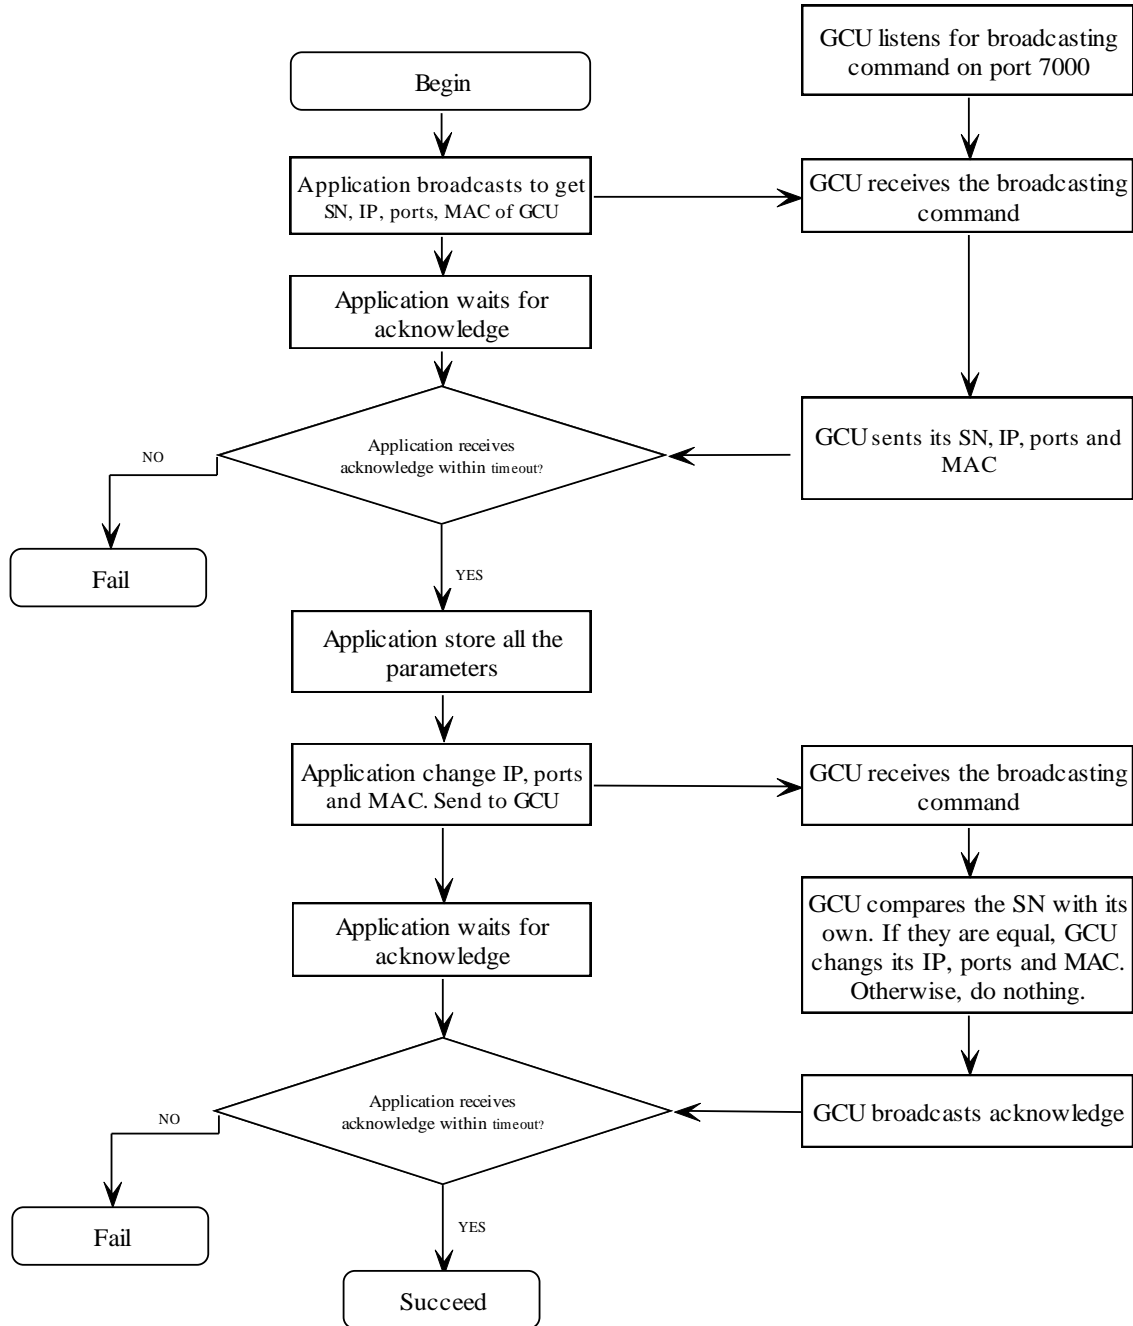 GCU listens for broadcasting
command on port 7000
Begin
Application broadcasts to get
SN, IP, ports, MAC of GCU
GCU receives the broadcasting
command
Application waits for
acknowledge
Application receives
acknowledge within timeout?
GCU sents its SN, IP, ports and
MAC
NO
Fail
YES
Application store all the
parameters
Application change IP, ports
and MAC. Send to GCU
GCU receives the broadcasting
command
Application waits for
acknowledge
GCU compares the SN with its
own. If they are equal, GCU
changs its IP, ports and MAC.
Otherwise, do nothing.
Application receives
acknowledge within timeout?
GCU broadcasts acknowledge
NO
Fail
YES
Succeed